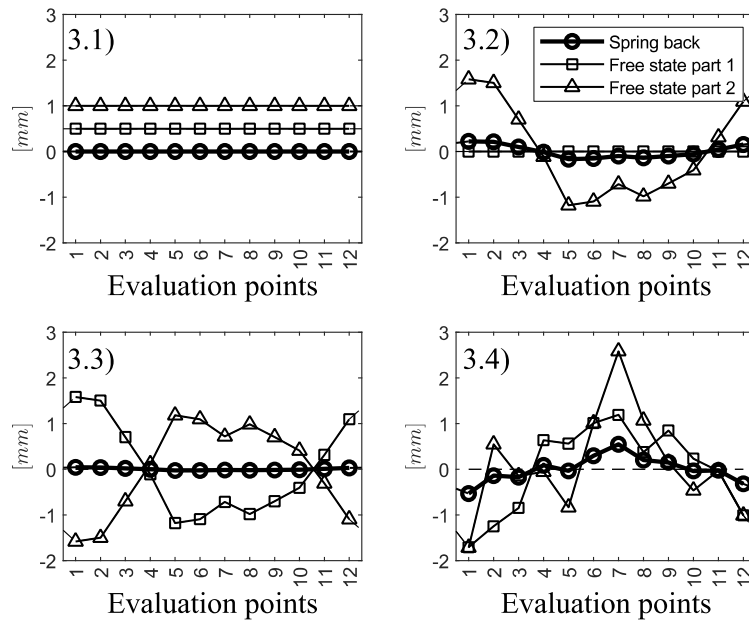 3.1)
[mm]
3
2
1
0
-1
-2
1 2 3 4 5 6 7 8 9 10 11 12
Evaluation points
3.2)
Spring back
Free state part 1
Free state part 2
[mm]
3
2
1
0
-1
-2
1 2 3 4 5 6 7 8 9 10 11 12
Evaluation points
3.3)
[mm]
3
2
1
0
-1
-2
1 2 3 4 5 6 7 8 9 10 11 12
Evaluation points
3.4)
[mm]
3
2
1
0
-1
-2
1 2 3 4 5 6 7 8 9 10 11 12
Evaluation points